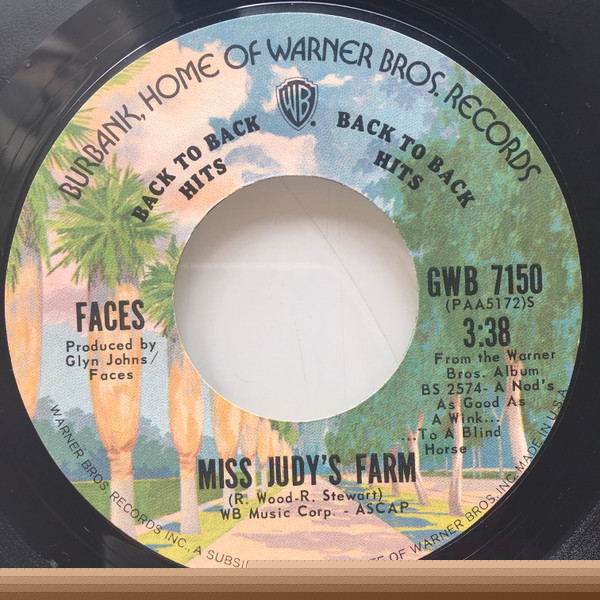 BURBANK, HOME OF WARNER BROS. RECORDS
WB.
BACK TO BACK
HITS
BACK TO BACK
HITS
FACES
Produced by
Glyn Johns/
Faces
GWB 7150
(PAA5172)S
3:38
From the Warner
Bros. Album
BS 2574- A Nod's
As Good As
A Wink...
...To A Blind
Horse
MISS JUDY'S FARM
(R. Wood-R. Stewart)
WB Music Corp. - ASCAP
WARNER BROS. RECORDS INC., A SUBSI
OF WARNER BROS. INC. MADE IN U.S.A.